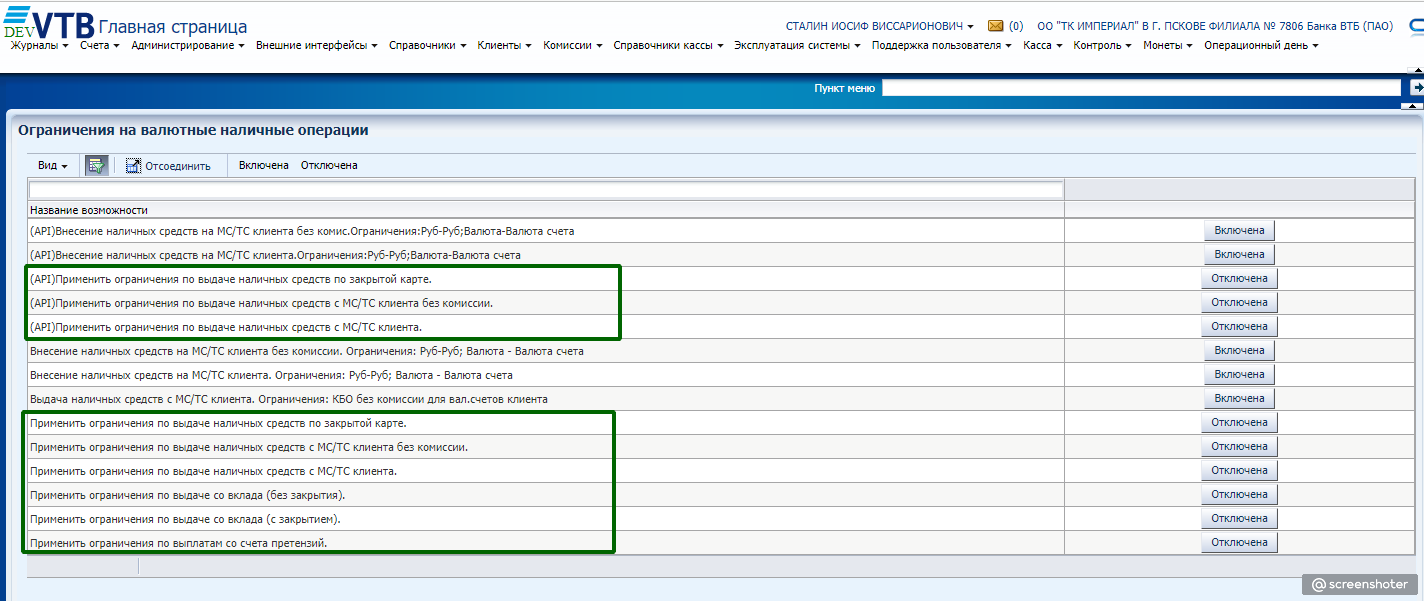 DEV VTB Главная страница
СТАЛИН ИОСИФ ВИССАРИОНОВИЧ (0) ОО "ТК ИМПЕРИАЛ" В Г. ПСКОВЕ ФИЛИАЛА № 7806 Банка ВТБ (ПАО)
Журналы Счета Администрирование Внешние интерфейсы Справочники Клиенты Комиссии Справочники кассы Эксплуатация системы Поддержка пользователя Касса Контроль Монеты Операционный день
Пункт меню
Ограничения на валютные наличные операции
Вид Отсоединить Включена Отключена
Название возможности
(API)Внесение наличных средств на МС/ТС клиента без комис.Ограничения:Руб-Руб;Валюта-Валюта счета Включена
(API)Внесение наличных средств на МС/ТС клиента.Ограничения:Руб-Руб;Валюта-Валюта счета Включена
(API)Применить ограничения по выдаче наличных средств по закрытой карте. Отключена
(API)Применить ограничения по выдаче наличных средств с МС/ТС клиента без комиссии. Отключена
(API)Применить ограничения по выдаче наличных средств с МС/ТС клиента. Отключена
Внесение наличных средств на МС/ТС клиента без комиссии. Ограничения: Руб-Руб; Валюта - Валюта счета Включена
Внесение наличных средств на МС/ТС клиента. Ограничения: Руб-Руб; Валюта - Валюта счета Включена
Выдача наличных средств с МС/ТС клиента. Ограничения: КБО без комиссии для вал.счетов клиента Включена
Применить ограничения по выдаче наличных средств по закрытой карте. Отключена
Применить ограничения по выдаче наличных средств с МС/ТС клиента без комиссии. Отключена
Применить ограничения по выдаче наличных средств с МС/ТС клиента. Отключена
Применить ограничения по выдаче со вклада (без закрытия). Отключена
Применить ограничения по выдаче со вклада (с закрытием). Отключена
Применить ограничения по выплатам со счета претензий. Отключена
@screenshoter